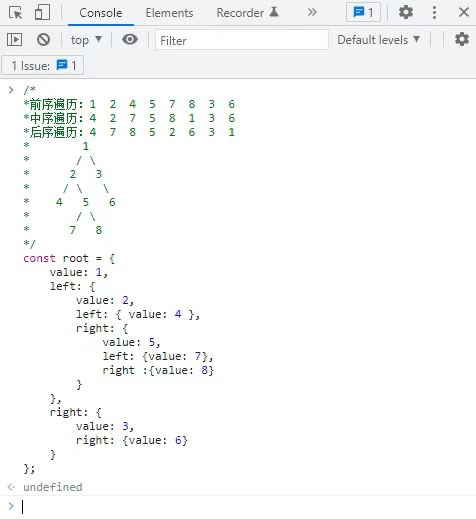 Console Elements Recorder » 1
top ▼ Filter Default levels ▼
1 Issue: 1
> /*
*前序遍历: 1 2 4 5 7 8 3 6
*中序遍历: 4 2 7 5 8 1 3 6
*后序遍历: 4 7 8 5 2 6 3 1
*        1
*       / \
*      2   3
*     / \   \
*    4   5   6
*       / \
*      7   8
*/
const root = {
    value: 1,
    left: {
        value: 2,
        left: { value: 4 },
        right: {
            value: 5,
            left: {value: 7},
            right :{value: 8}
        }
    },
    right: {
        value: 3,
        right: {value: 6}
    }
};
undefined
>